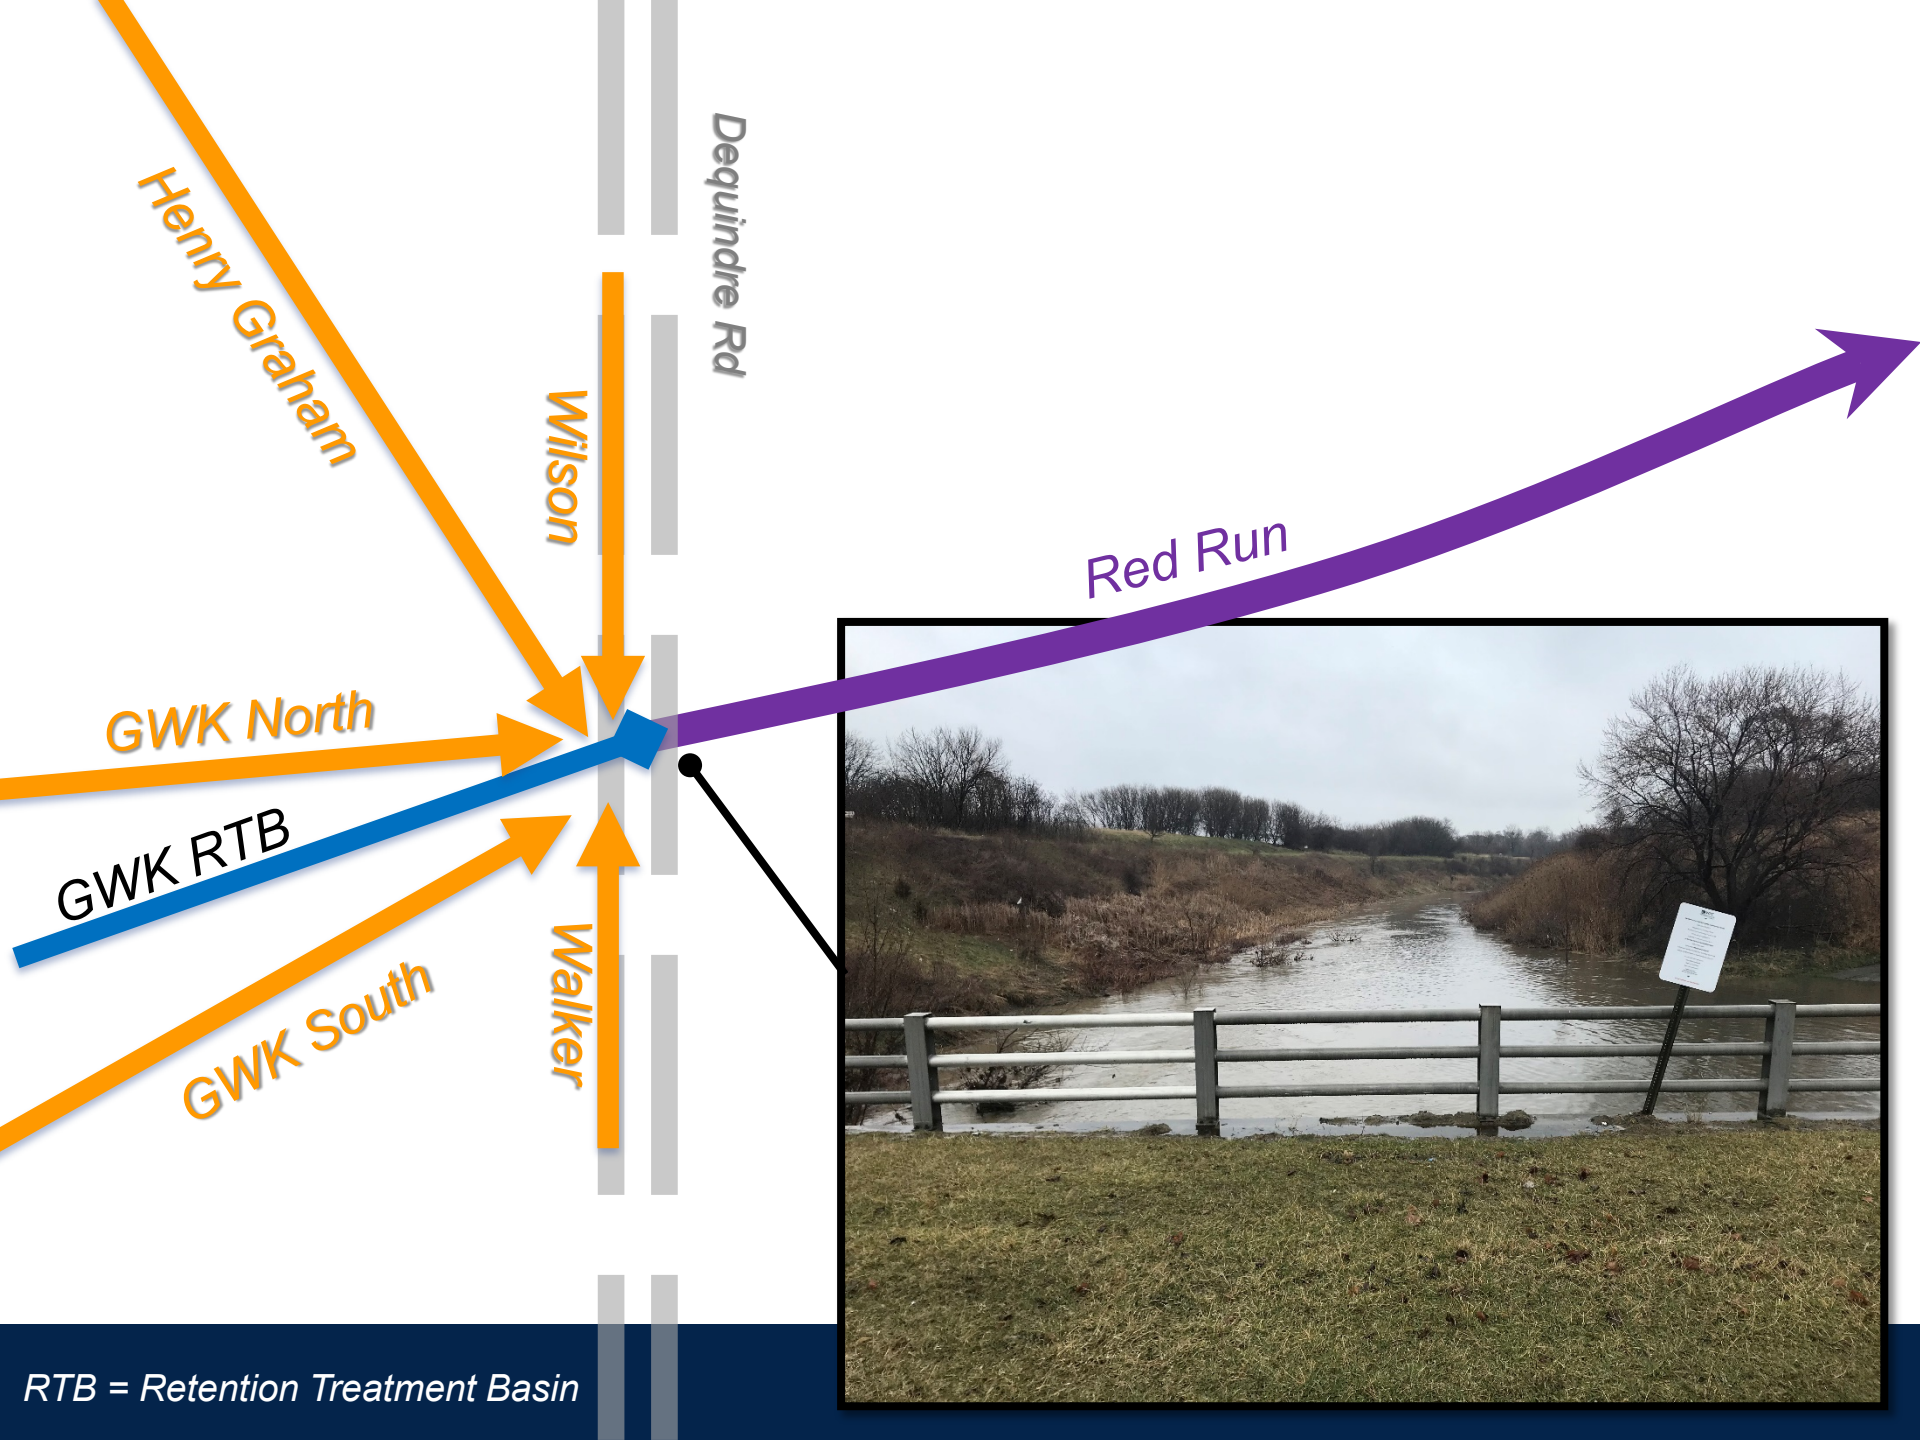 Henry Graham
Dequindre Rd
Wilson
Red Run
GWK North
GWK RTB
GWK South
Walker
RTB = Retention Treatment Basin